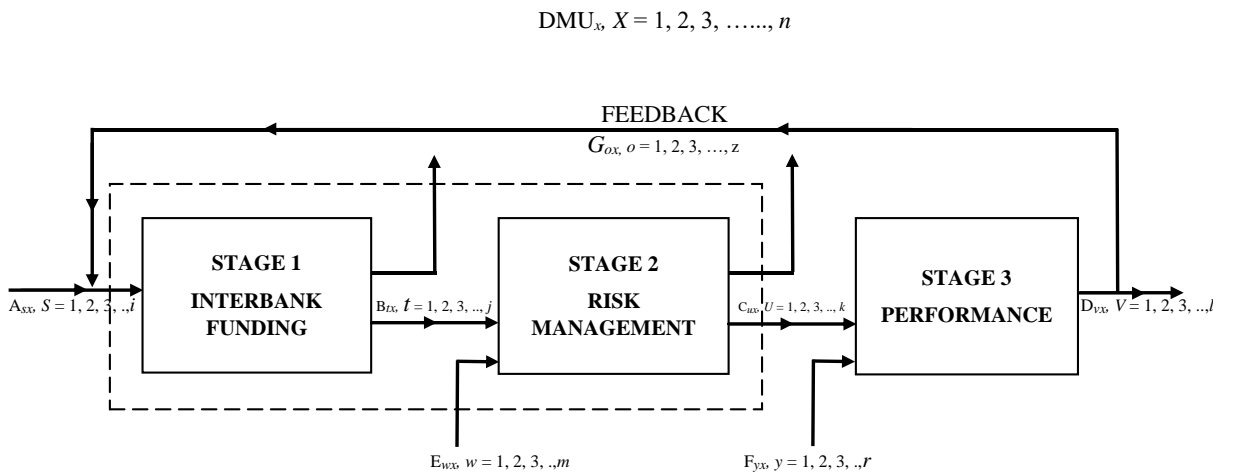 DMUx, X = 1, 2, 3, …...., n
FEEDBACK
Gox, o = 1, 2, 3, …, z
STAGE 1
INTERBANK
FUNDING
STAGE 2
RISK
MANAGEMENT
STAGE 3
PERFORMANCE
Asx, S = 1, 2, 3, .,i
Btx, t = 1, 2, 3, .., j
Cux, U = 1, 2, 3, .., k
Dvx, V = 1, 2, 3, ..,l
Ewx, w = 1, 2, 3, .,m
Fyx, y = 1, 2, 3, .,r